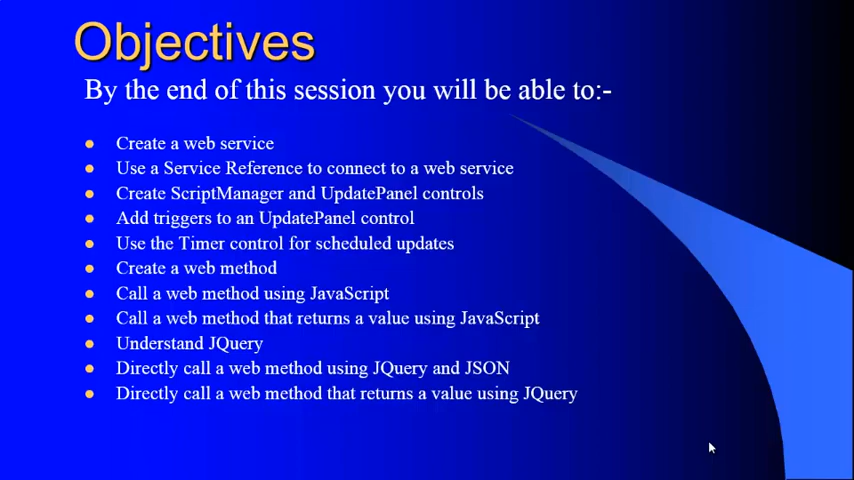 Objectives
By the end of this session you will be able to:-
Create a web service
Use a Service Reference to connect to a web service
Create ScriptManager and UpdatePanel controls
Add triggers to an UpdatePanel control
Use the Timer control for scheduled updates
Create a web method
Call a web method using JavaScript
Call a web method that returns a value using JavaScript
Understand JQuery
Directly call a web method using JQuery and JSON
Directly call a web method that returns a value using JQuery